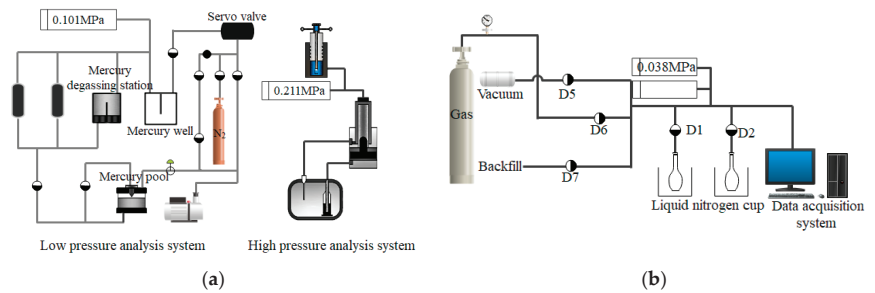 0.101MPa
Servo valve
Mercury
degassing station
Mercury well
N2
Mercury pool
Low pressure analysis system
0.211MPa
High pressure analysis system
(a)
Gas
Vacuum
D5
D6
Backfill
D7
0.038MPa
D1
D2
Liquid nitrogen cup
Data acquisition
system
(b)